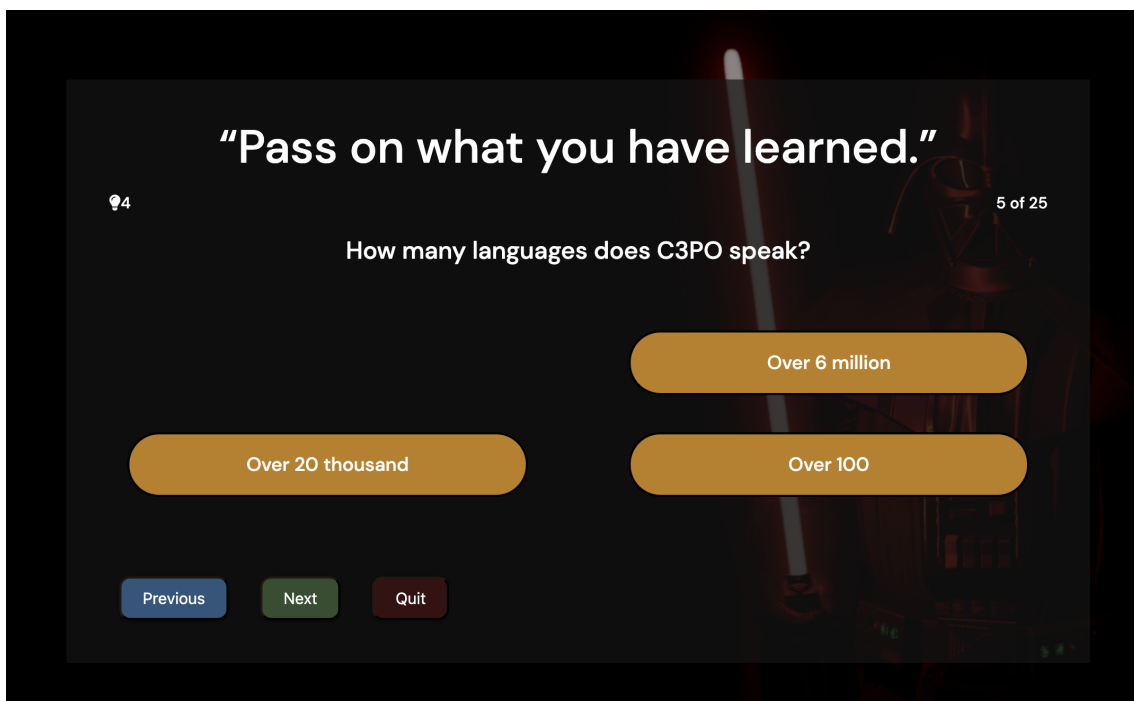 “Pass on what you have learned.”
4
5 of 25
How many languages does C3PO speak?
Over 6 million
Over 20 thousand
Over 100
Previous
Next
Quit